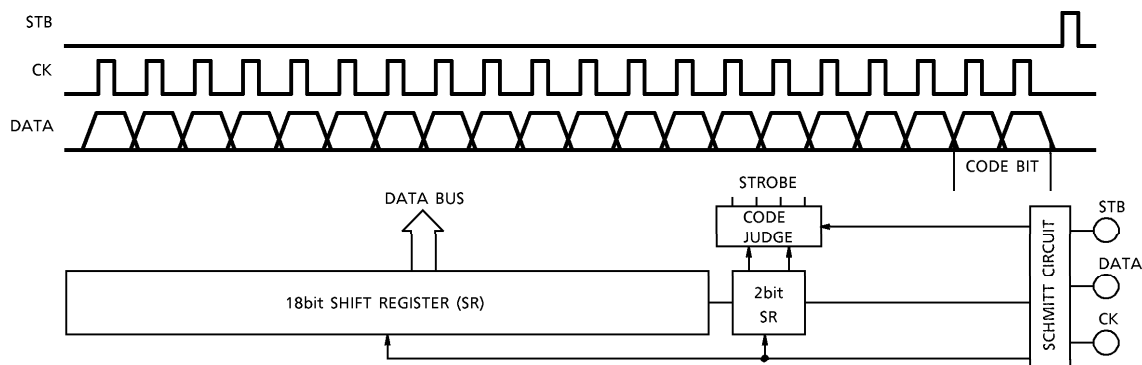 STB
CK
DATA
CODE BIT
STROBE
DATA BUS
CODE
JUDGE
STB
18bit SHIFT REGISTER (SR)
2bit
SR
SCHMITT CIRCUIT
DATA
CK